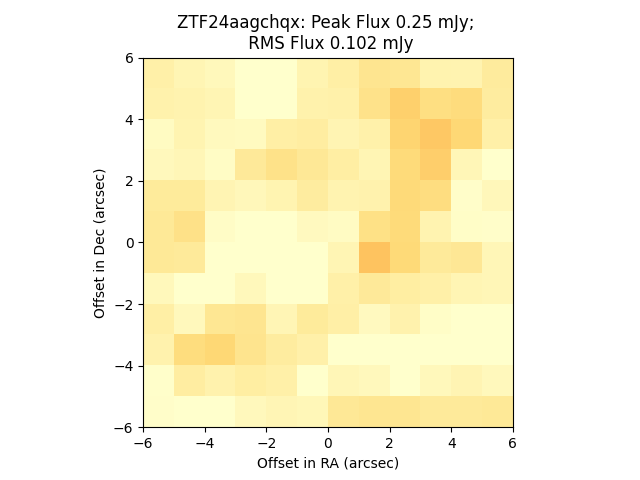 ZTF24aagchqx: Peak Flux 0.25 mJy;
RMS Flux 0.102 mJy
6
4
2
0
−2
−4
−6
Offset in Dec (arcsec)
−6 −4 −2 0 2 4 6
Offset in RA (arcsec)